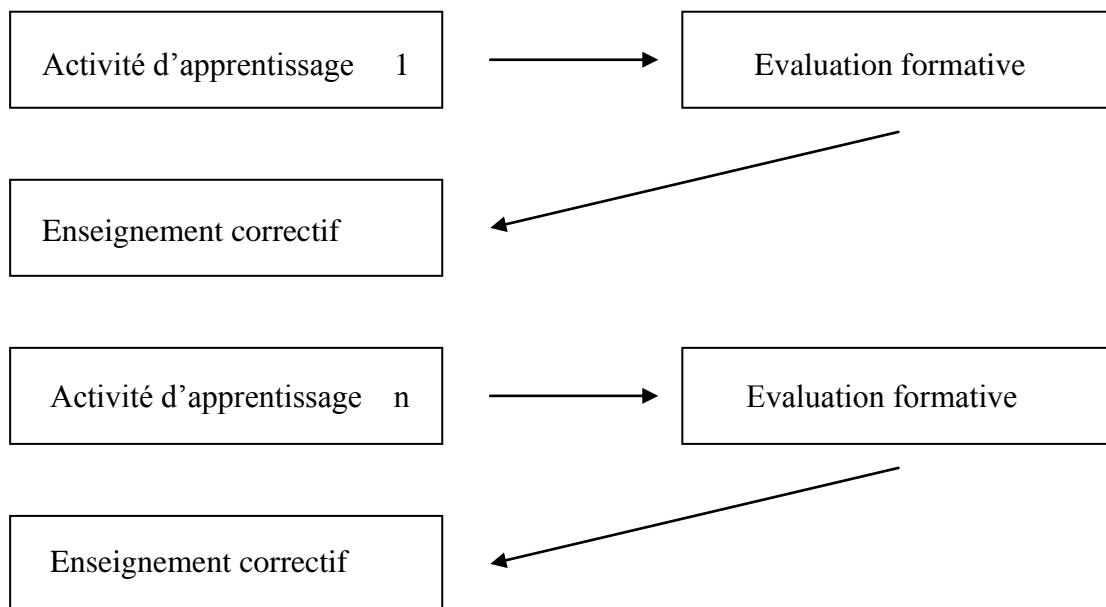 Activité d’apprentissage 1
Evaluation formative
Enseignement correctif
Activité d’apprentissage n
Evaluation formative
Enseignement correctif